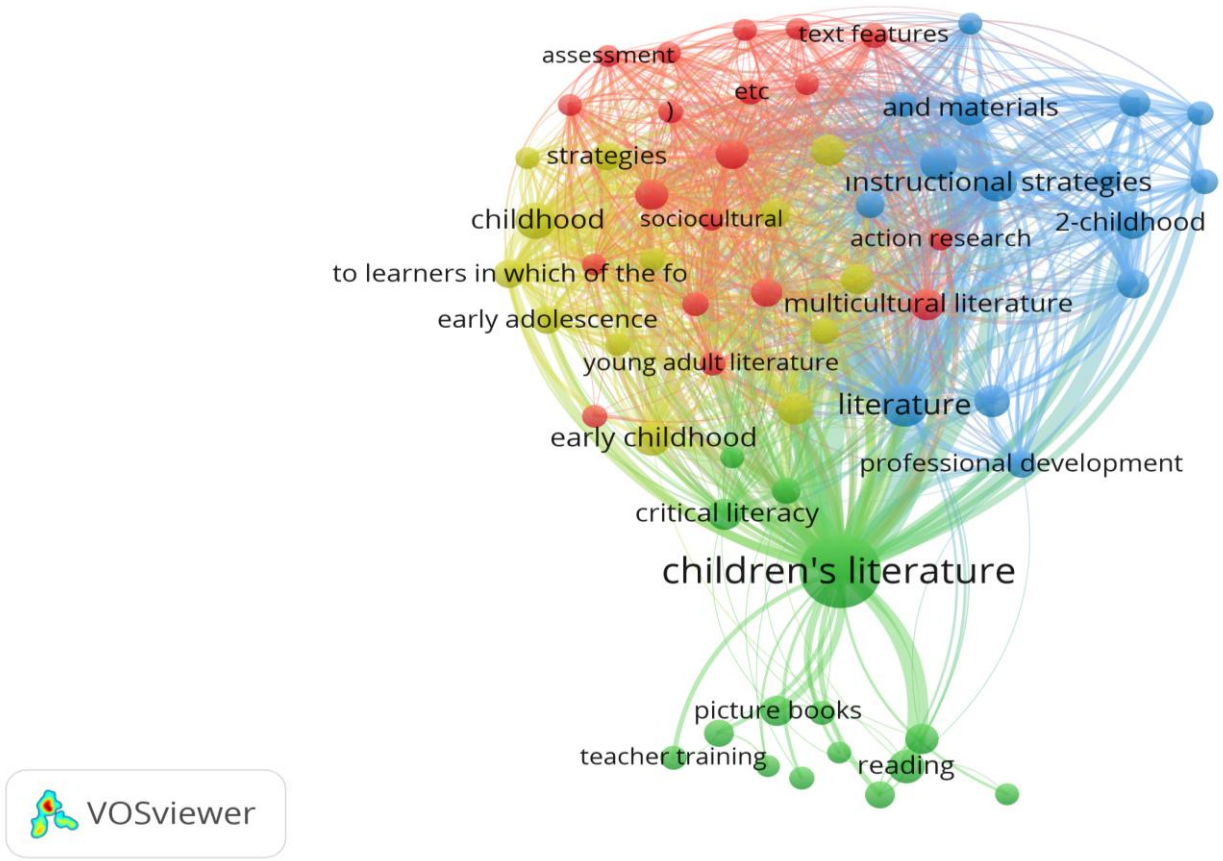 text features
assessment
etc
and materials
)
strategies
instructional strategies
childhood
sociocultural
2-childhood
action research
to learners in which of the fo
multicultural literature
early adolescence
young adult literature
literature
early childhood
professional development
critical literacy
children's literature
picture books
teacher training
reading
VOSviewer